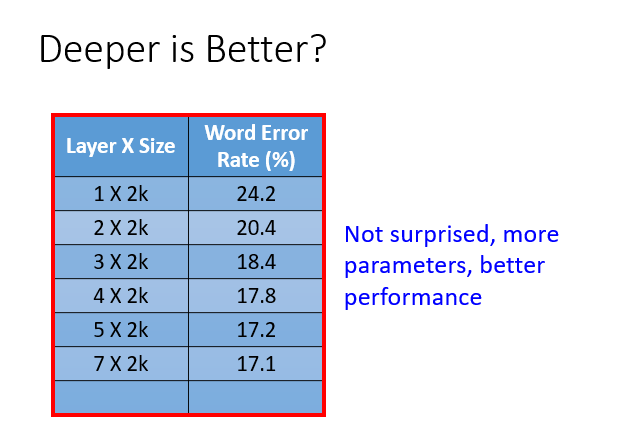 Deeper is Better?
Layer X Size Word Error Rate (%)
1 X 2k 24.2
2 X 2k 20.4
3 X 2k 18.4
4 X 2k 17.8
5 X 2k 17.2
7 X 2k 17.1
Not surprised, more
parameters, better
performance